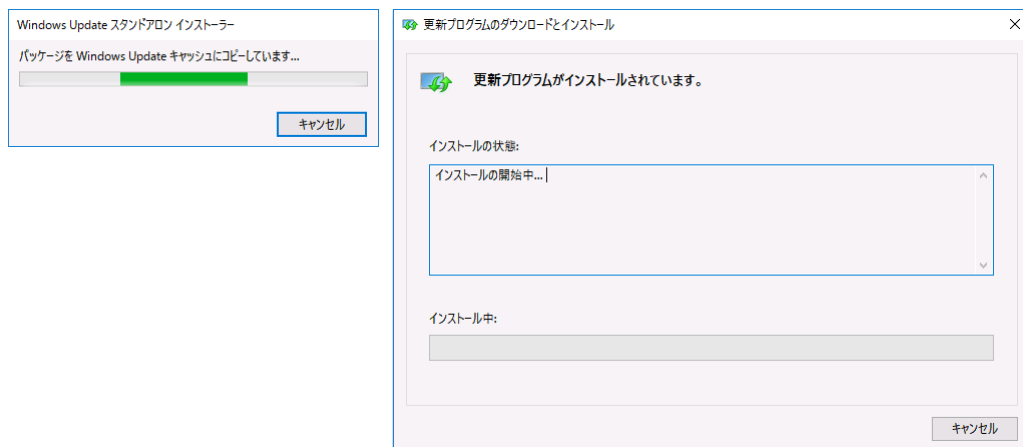 Windows Update スタンドアロン インストーラー
パッケージを Windows Update キャッシュにコピーしています...
キャンセル
更新プログラムのダウンロードとインストール
更新プログラムがインストールされています。
インストールの状態:
インストールの開始中...
インストール中:
キャンセル